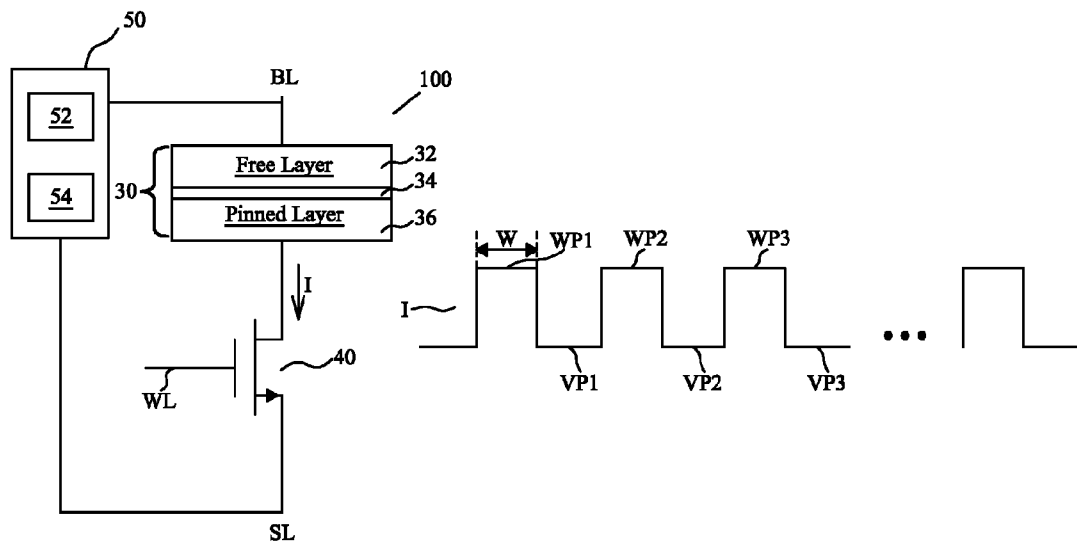 50
BL
100
52
Free Layer
32
34
30
54
Pinned Layer
36
W
WP1
WP2
WP3
I
I
40
WL
VP1
VP2
VP3
SL